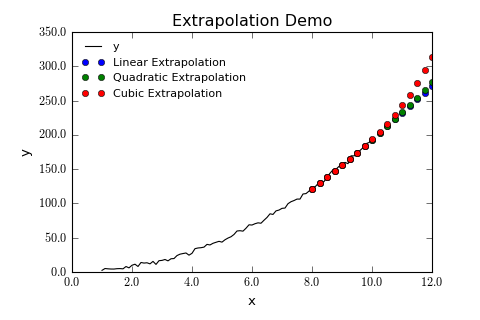 Extrapolation Demo
350.0
300.0
250.0
200.0
150.0
100.0
50.0
0.0
y
y
Linear Extrapolation
Quadratic Extrapolation
Cubic Extrapolation
0.0 2.0 4.0 6.0 8.0 10.0 12.0
x